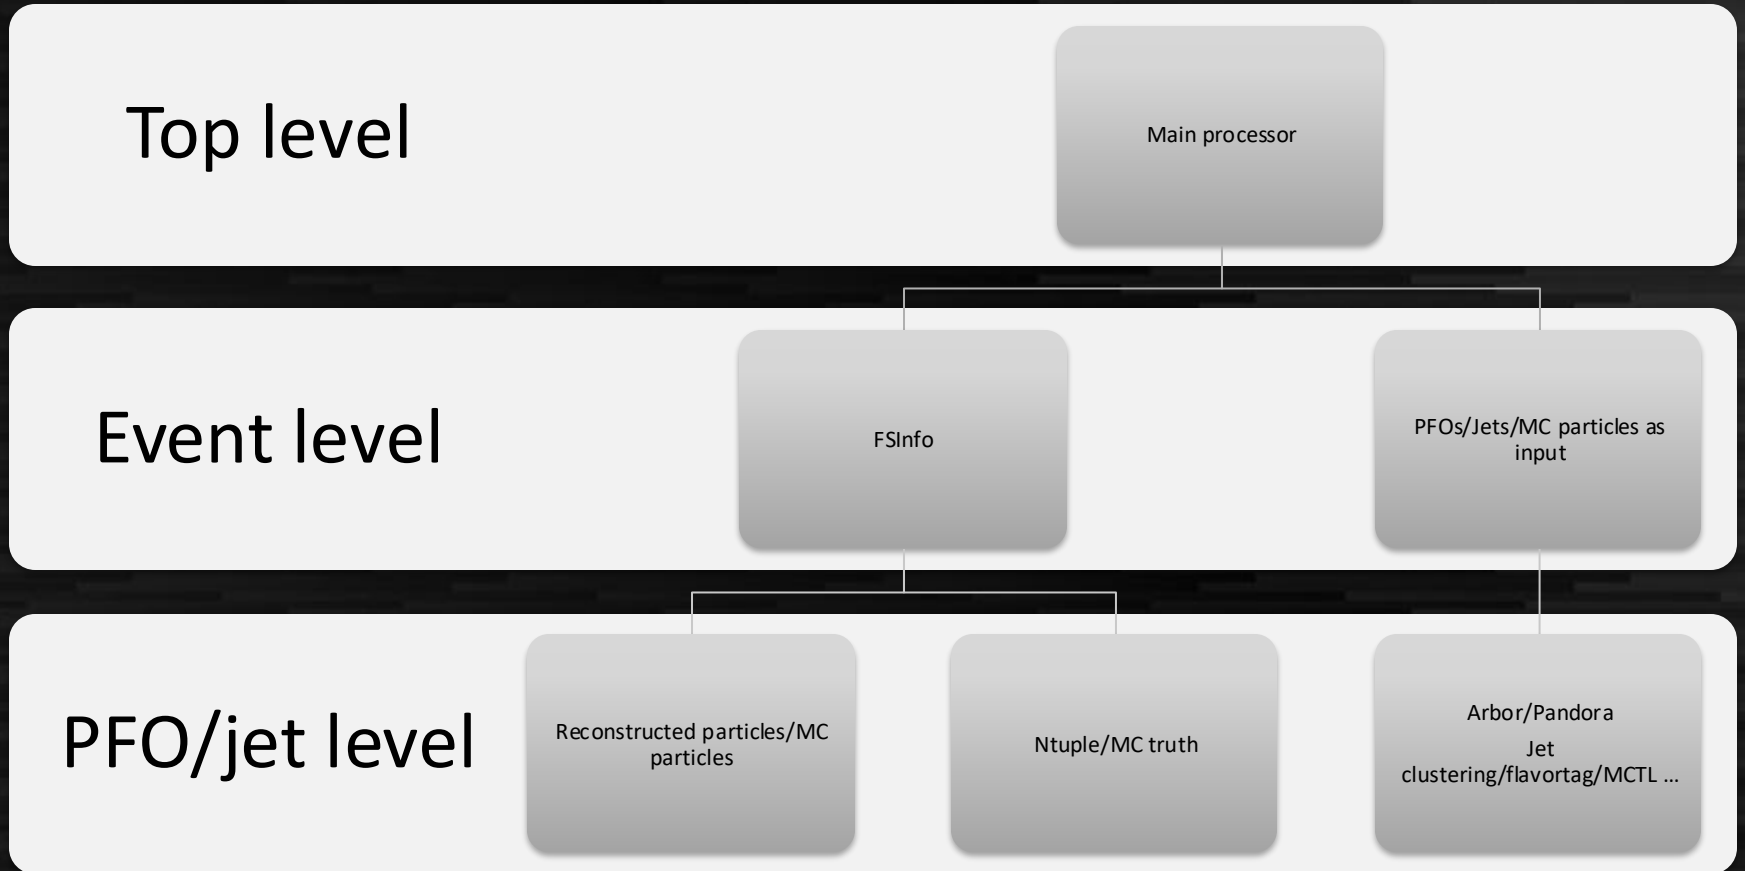 Top level
Main processor
Event level
FSInfo
PFOs/Jets/MC particles as
input
PFO/jet level
Reconstructed particles/MC
particles
Ntuple/MC truth
Arbor/Pandora
Jet
clustering/flavortag/MCTL ...